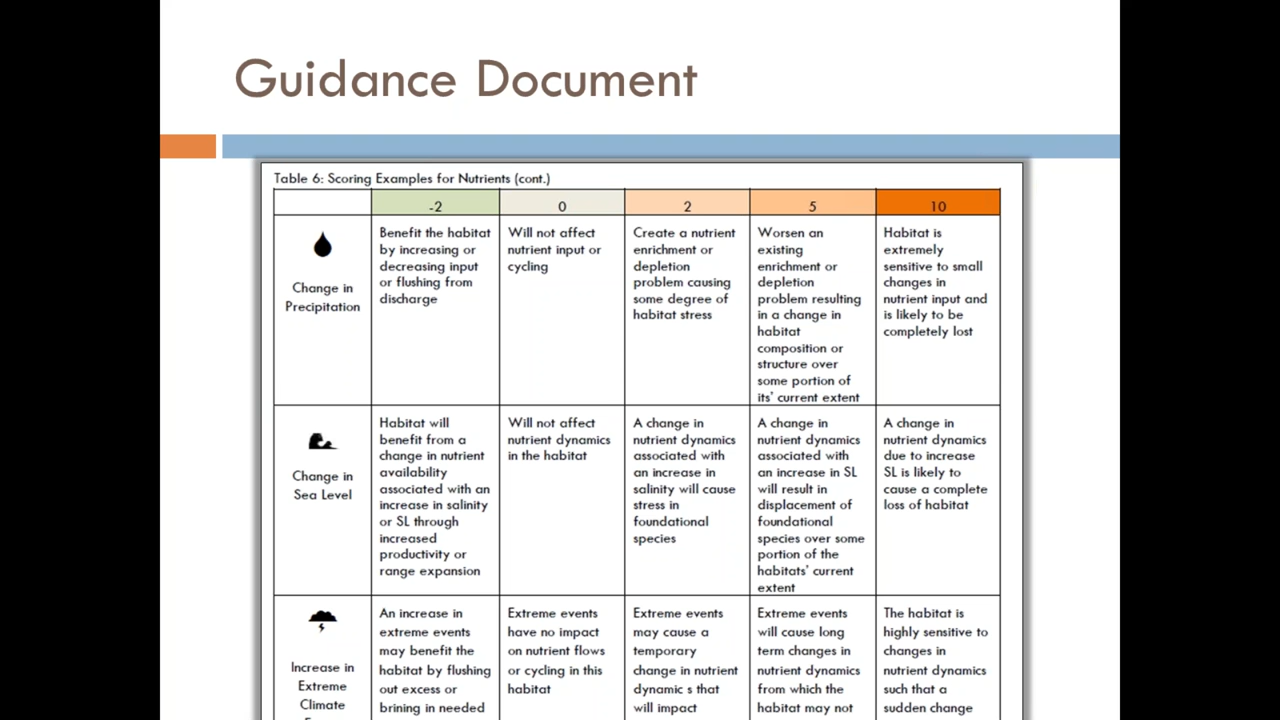 Guidance Document
Table 6: Scoring Examples for Nutrients (cont.)
-2
0
2
5
10
Change in
Precipitation
Benefit the habitat
by increasing or
decreasing input
or flushing from
discharge
Will not affect
nutrient input or
cycling
Create a nutrient
enrichment or
depletion
problem causing
some degree of
habitat stress
Worsen an
existing
enrichment or
depletion
problem resulting
in a change in
habitat
composition or
structure over
some portion of
its' current extent
Habitat is
extremely
sensitive to small
changes in
nutrient input and
is likely to be
completely lost
Change in
Sea Level
Habitat will
benefit from a
change in nutrient
availability
associated with an
increase in salinity
or SL through
increased
productivity or
range expansion
Will not affect
nutrient dynamics
in the habitat
A change in
nutrient dynamics
associated with
an increase in
salinity will cause
stress in
foundational
species
A change in
nutrient dynamics
associated with
an increase in SL
will result in
displacement of
foundational
species over some
portion of the
habitats' current
extent
A change in
nutrient dynamics
due to increase
SL is likely to
cause a complete
loss of habitat
Increase in
Extreme
Climate
An increase in
extreme events
may benefit the
habitat by flushing
out excess or
brining in needed
Extreme events
have no impact
on nutrient flows
or cycling in this
habitat
Extreme events
may cause a
temporary
change in nutrient
dynamic s that
will impact
Extreme events
will cause long
term changes in
nutrient dynamics
from which the
habitat may not
The habitat is
highly sensitive to
changes in
nutrient dynamics
such that a
sudden change